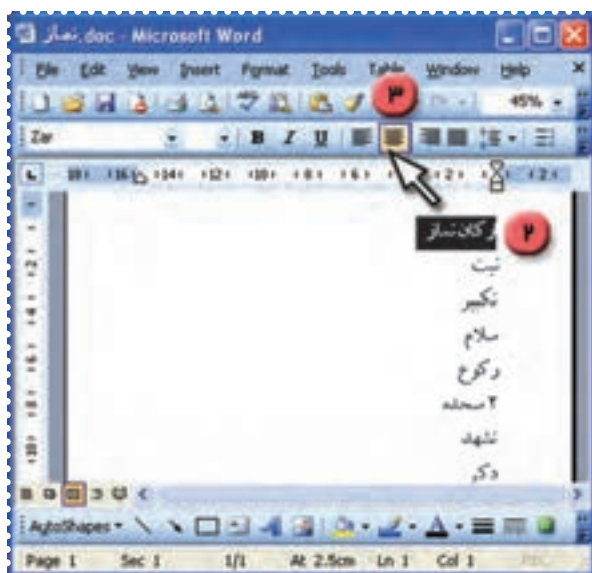 نماز.doc - Microsoft Word
File Edit View Insert Format Tools Table Window Help
45%
۳
Zar B I U
ارکان نماز
۲
نیت
تکبیر
سلام
رکوع
۲ سجده
تشهد
ذکر
AutoShapes
Page 1 Sec 1 1/1 At 2.5cm Ln 1 Col 1 REC